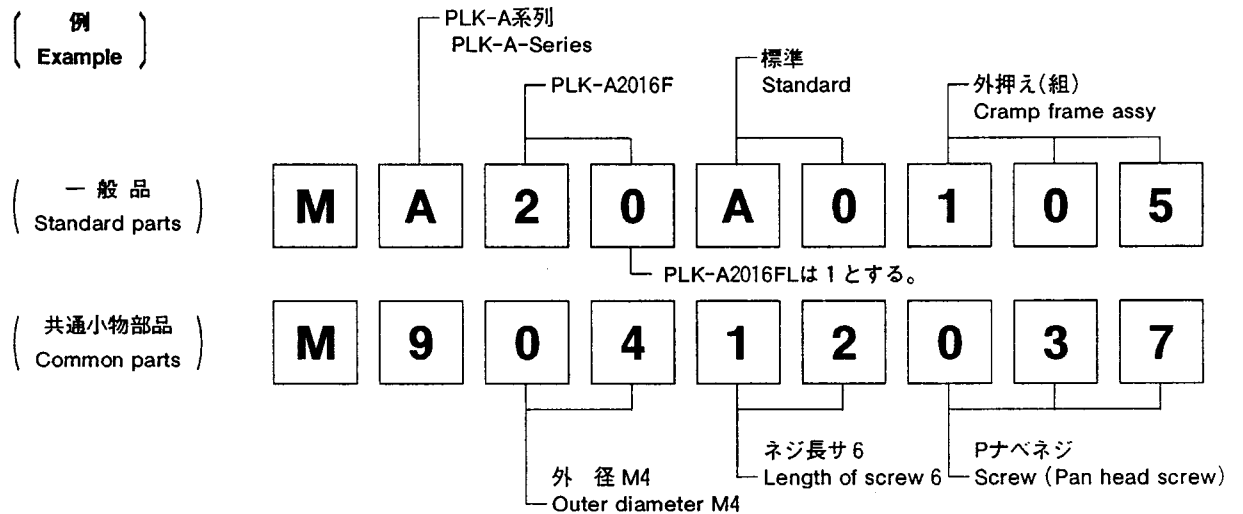 例
Example
PLK-A系列
PLK-A-Series
PLK-A2016F
標準
Standard
外押え(組)
Cramp frame assy
一般品
Standard parts
M A 2 0 A 0 1 0 5
PLK-A2016FLは1とする。
共通小物部品
Common parts
M 9 0 4 1 2 0 3 7
外 径 M4
Outer diameter M4
ネジ長サ6
Length of screw 6
Pナベネジ
Screw (Pan head screw)